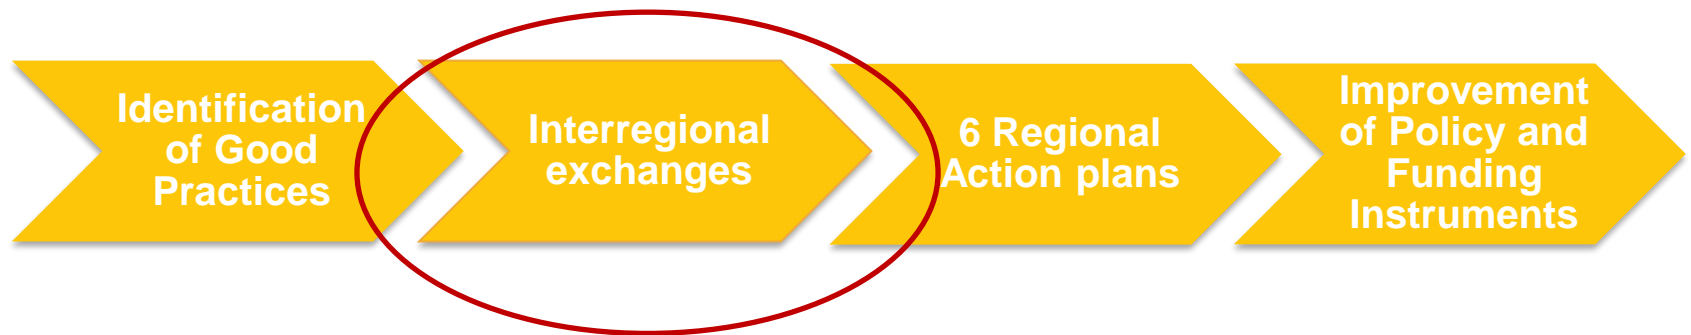 Identification
of Good
Practices
Interregional
exchanges
6 Regional
Action plans
Improvement
of Policy and
Funding
Instruments